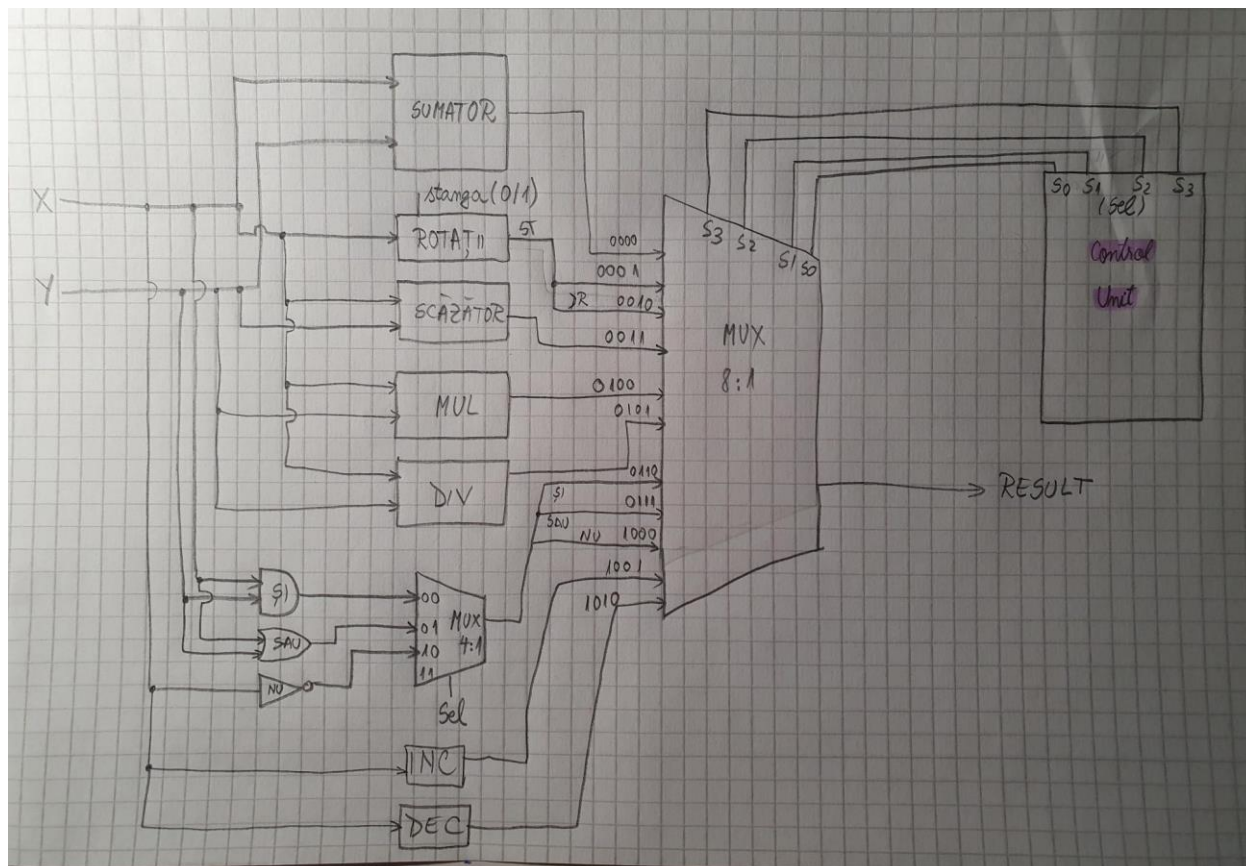 X
Y
SUMATOR
stanga (0/1)
ROTAȚII
ST
DR
SCĂZĂTOR
MUL
DIV
ȘI
SAU
NU
00
01
10
11
MUX
4:1
Sel
INC
DEC
ȘI
SAU
NU
0000
0001
0010
0011
0100
0101
0110
0111
1000
1001
1010
S3 S2 S1 S0
MUX
8:1
S0 S1 S2 S3
(Sel)
Control
Unit
RESULT